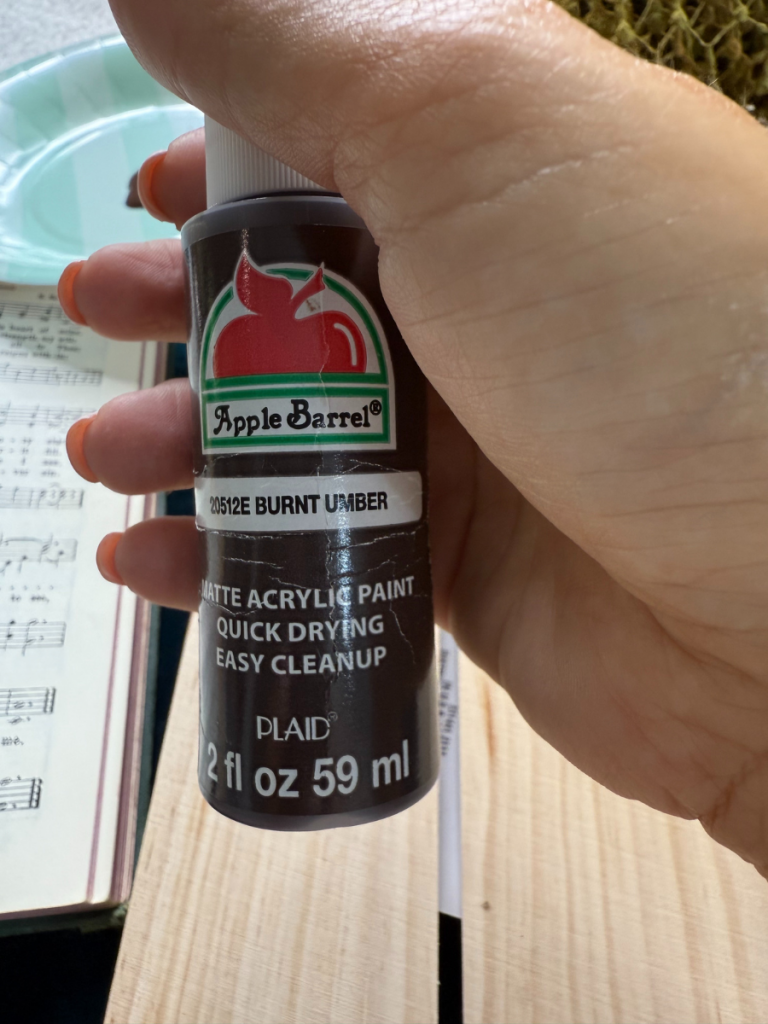 Apple Barrel®
20512E BURNT UMBER
MATTE ACRYLIC PAINT
QUICK DRYING
EASY CLEANUP
PLAID®
2 fl oz 59 ml